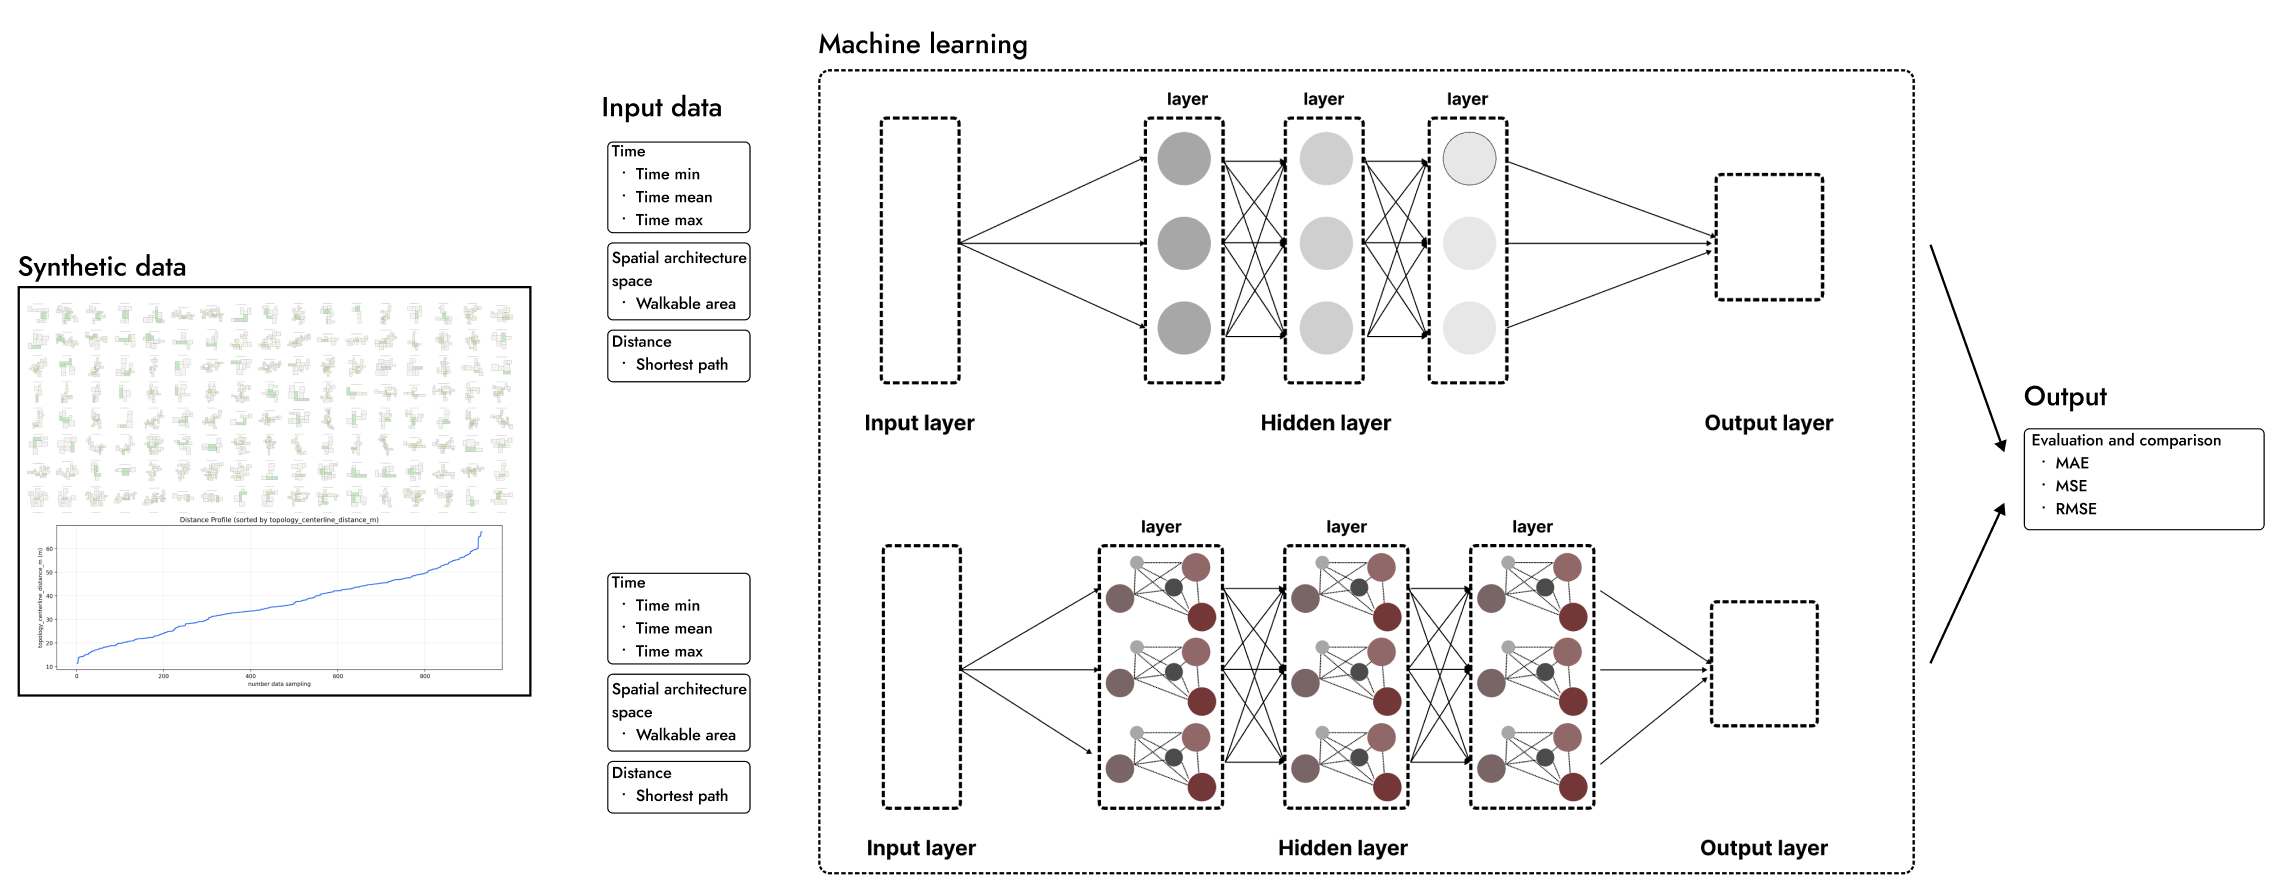 Machine learning
Input data
Time
· Time min
· Time mean
· Time max
Spatial architecture
space
· Walkable area
Distance
· Shortest path
layer
layer
layer
Input layer
Hidden layer
Output layer
Synthetic data
Distance Profile (sorted by topology_centerline_distance_m)
topology_centerline_distance_m (m)
60
50
40
30
20
10
0
200
400
600
800
number data sampling
Time
· Time min
· Time mean
· Time max
Spatial architecture
space
· Walkable area
Distance
· Shortest path
layer
layer
layer
Input layer
Hidden layer
Output layer
Output
Evaluation and comparison
· MAE
· MSE
· RMSE